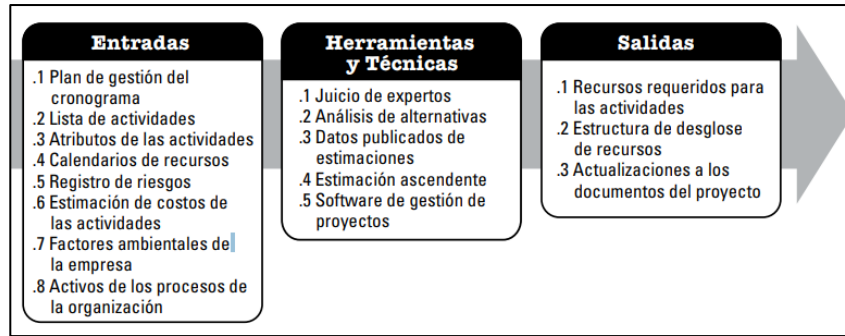 Entradas
.1 Plan de gestión del
cronograma
.2 Lista de actividades
.3 Atributos de las actividades
.4 Calendarios de recursos
.5 Registro de riesgos
.6 Estimación de costos de
las actividades
.7 Factores ambientales de
la empresa
.8 Activos de los procesos de
la organización
Herramientas
y Técnicas
.1 Juicio de expertos
.2 Análisis de alternativas
.3 Datos publicados de
estimaciones
.4 Estimación ascendente
.5 Software de gestión de
proyectos
Salidas
.1 Recursos requeridos para
las actividades
.2 Estructura de desglose
de recursos
.3 Actualizaciones a los
documentos del proyecto